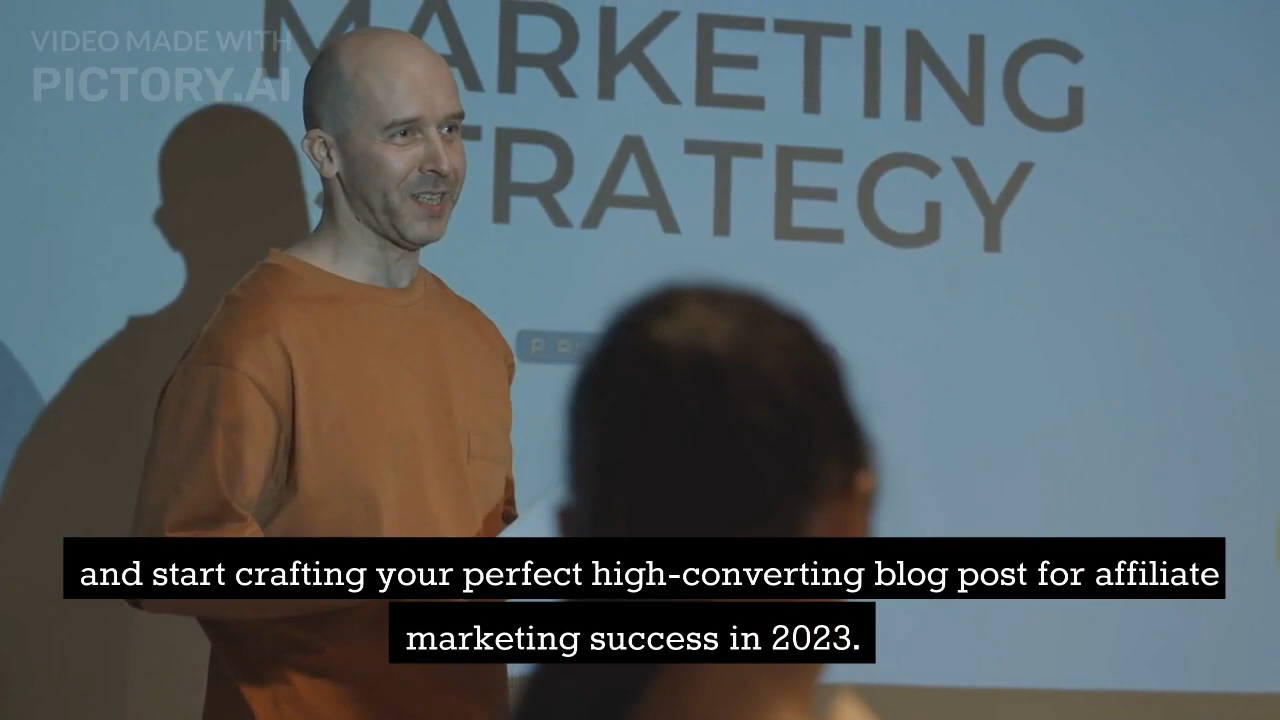 VIDEO MADE WITH
PICTORY.AI
MARKETING
STRATEGY
and start crafting your perfect high-converting blog post for affiliate
marketing success in 2023.